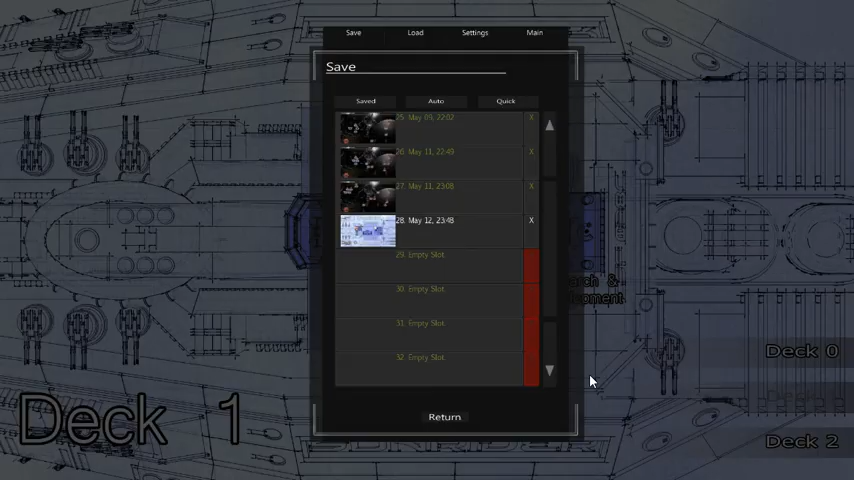 Save Load Settings Main
Save
Saved Auto Quick
25. May 09, 22:02 X
26. May 11, 22:49 X
27. May 11, 23:08 X
28. May 12, 23:48 X
29. Empty Slot.
30. Empty Slot.
31. Empty Slot.
32. Empty Slot.
arch &
Deck 0
Deck 1
Return
Deck 2